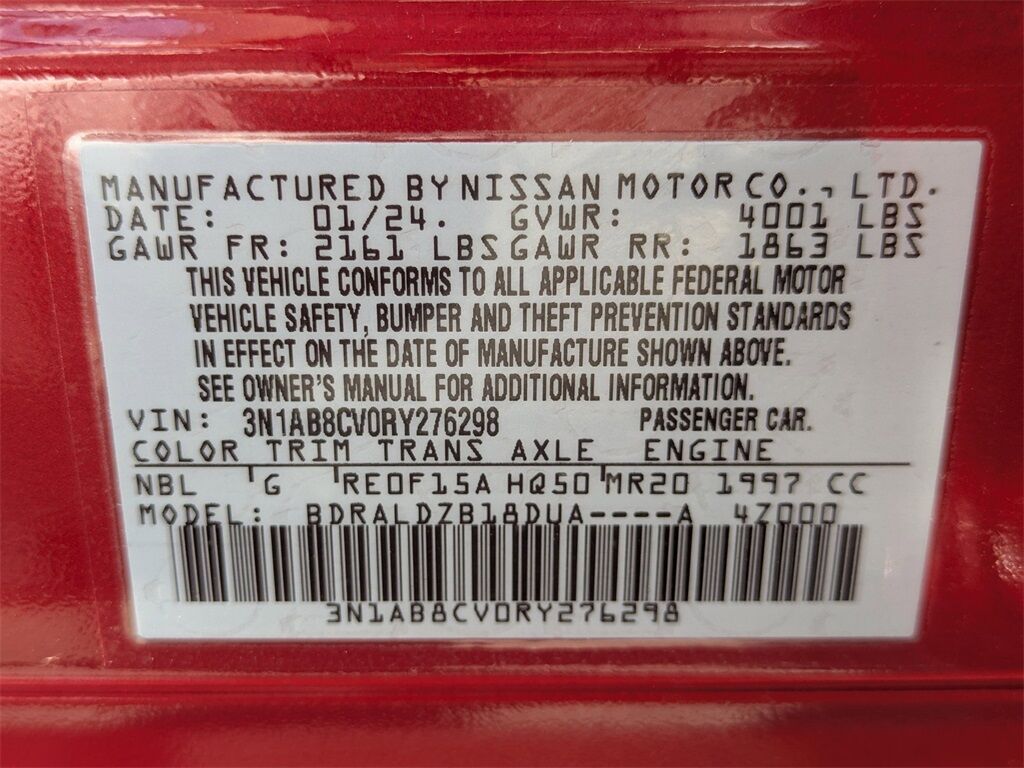 MANUFACTURED BY NISSAN MOTOR CO., LTD.
DATE: 01/24. GVWR: 4001 LBS
GAWR FR: 2161 LBS GAWR RR: 1863 LBS
THIS VEHICLE CONFORMS TO ALL APPLICABLE FEDERAL MOTOR
VEHICLE SAFETY, BUMPER AND THEFT PREVENTION STANDARDS
IN EFFECT ON THE DATE OF MANUFACTURE SHOWN ABOVE.
SEE OWNER'S MANUAL FOR ADDITIONAL INFORMATION.
VIN: 3N1AB8CV0RY276298 PASSENGER CAR.
COLOR TRIM TRANS AXLE ENGINE
NBL G RE0F15A HQ50 MR20 1997 CC
MODEL: BDRALDZB18DUA----A 4Z000
3N1AB8CV0RY276298